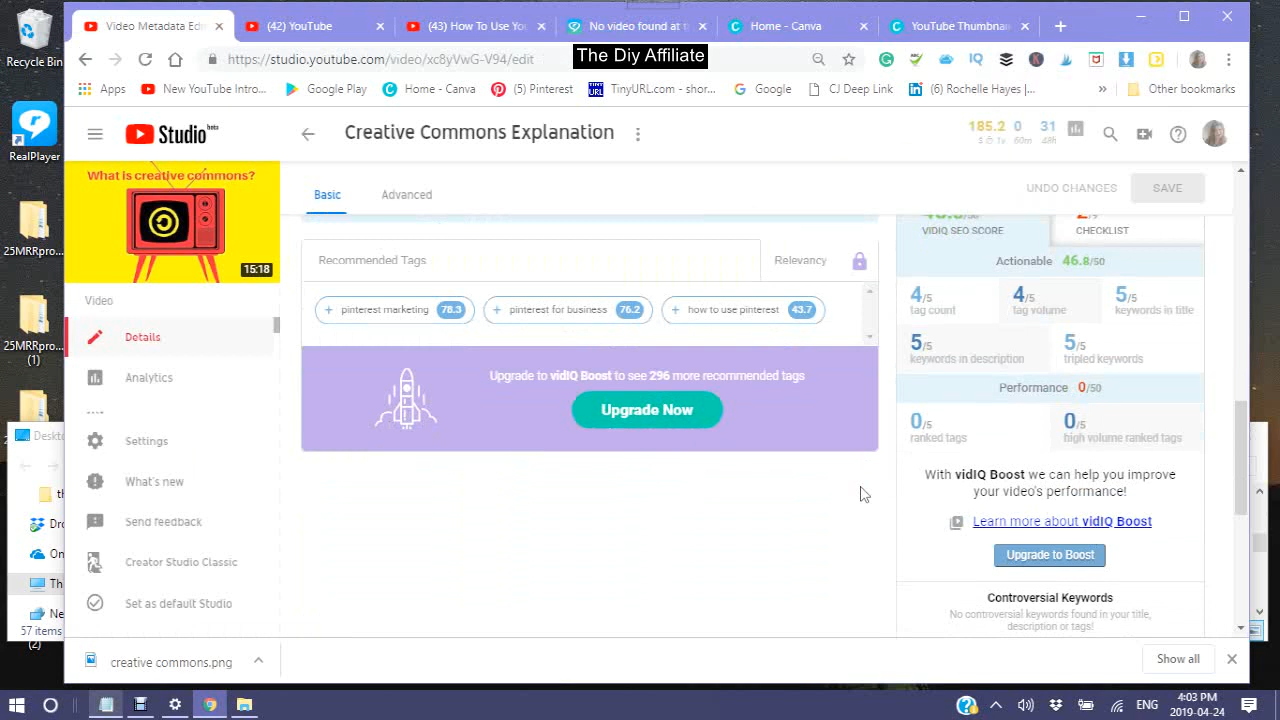 Video Metadata Edi
(42) YouTube
(43) How To Use Yo
No video found at t
Home - Canva
YouTube Thumbna
https://studio.youtube.com/video/xc8yVwG-V94/edit
The Diy Affiliate
Apps
New YouTube Intro...
Google Play
Home - Canva
(5) Pinterest
TinyURL.com - shor...
Google
CJ Deep Link
(6) Rochelle Hayes |...
Other bookmarks
Studio beta
Creative Commons Explanation
185.2 0 31
60m 48h
RealPlayer
What is creative commons?
15:18
Basic
Advanced
UNDO CHANGES
SAVE
VIDIQ SEO SCORE
CHECKLIST
Recommended Tags
Relevancy
Actionable 46.8/50
+ pinterest marketing 78.3
+ pinterest for business 76.2
+ how to use pinterest 43.7
4/5
tag count
4/5
tag volume
5/5
keywords in title
5/5
keywords in description
5/5
tripled keywords
Upgrade to vidIQ Boost to see 296 more recommended tags
Upgrade Now
Performance 0/50
0/5
ranked tags
0/5
high volume ranked tags
With vidIQ Boost we can help you improve
your video's performance!
Learn more about vidIQ Boost
Upgrade to Boost
Controversial Keywords
No controversial keywords found in your title,
description or tags!
Video
Details
Analytics
Settings
What's new
Send feedback
Creator Studio Classic
Set as default Studio
25MRRpro...
25MRRpro...
(1)
Deskto
th
Dro
On
Th
Ne
57 items
(2)
creative commons.png
Show all
ENG
4:03 PM
2019-04-24